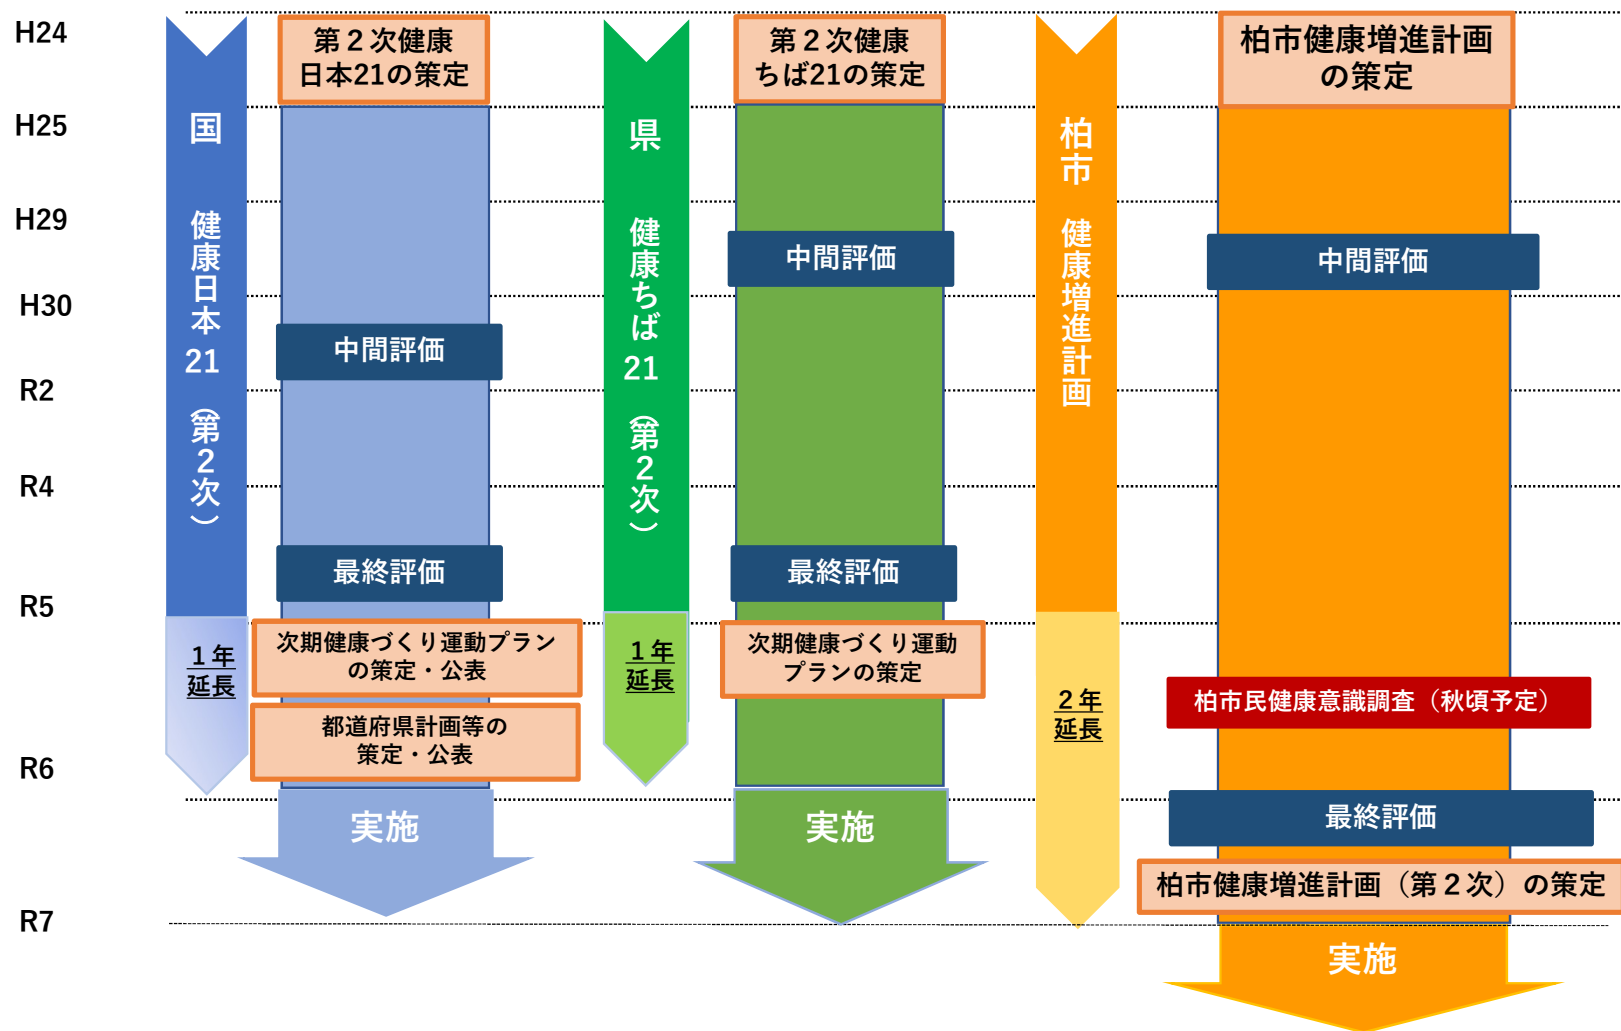 H24
H25
H29
H30
R2
R4
R5
R6
R7
国　健康日本21（第２次）
１年
延長
第２次健康
日本21の策定
中間評価
最終評価
次期健康づくり運動プラン
の策定・公表
都道府県計画等の
策定・公表
実施
県　健康ちば21（第２次）
１年
延長
第２次健康
ちば21の策定
中間評価
最終評価
次期健康づくり運動
プランの策定
実施
柏市　健康増進計画
２年
延長
柏市健康増進計画
の策定
中間評価
柏市民健康意識調査（秋頃予定）
最終評価
柏市健康増進計画（第２次）の策定
実施